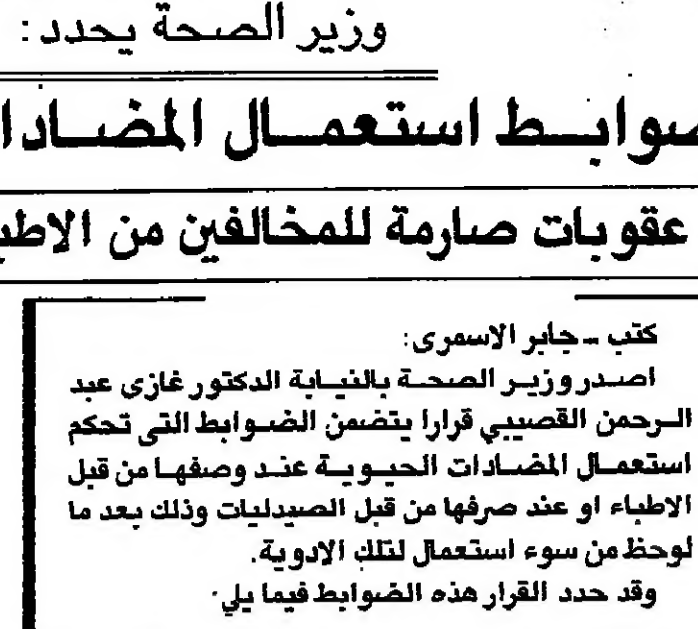 وزير الصحة يحدد:
ضوابط استعمال المضادا
عقوبات صارمة للمخالفين من الاطب
كتب - جابر الاسمرى:
اصدر وزير الصحة بالنيابة الدكتور غازى عبد
الرحمن القصيبي قرارا يتضمن الضوابط التى تحكم
استعمال المضادات الحيوية عند وصفها من قبل
الاطباء او عند صرفها من قبل الصيدليات وذلك بعد ما
لوحظ من سوء استعمال لتلك الادوية.
وقد حدد القرار هذه الضوابط فيما يلي·